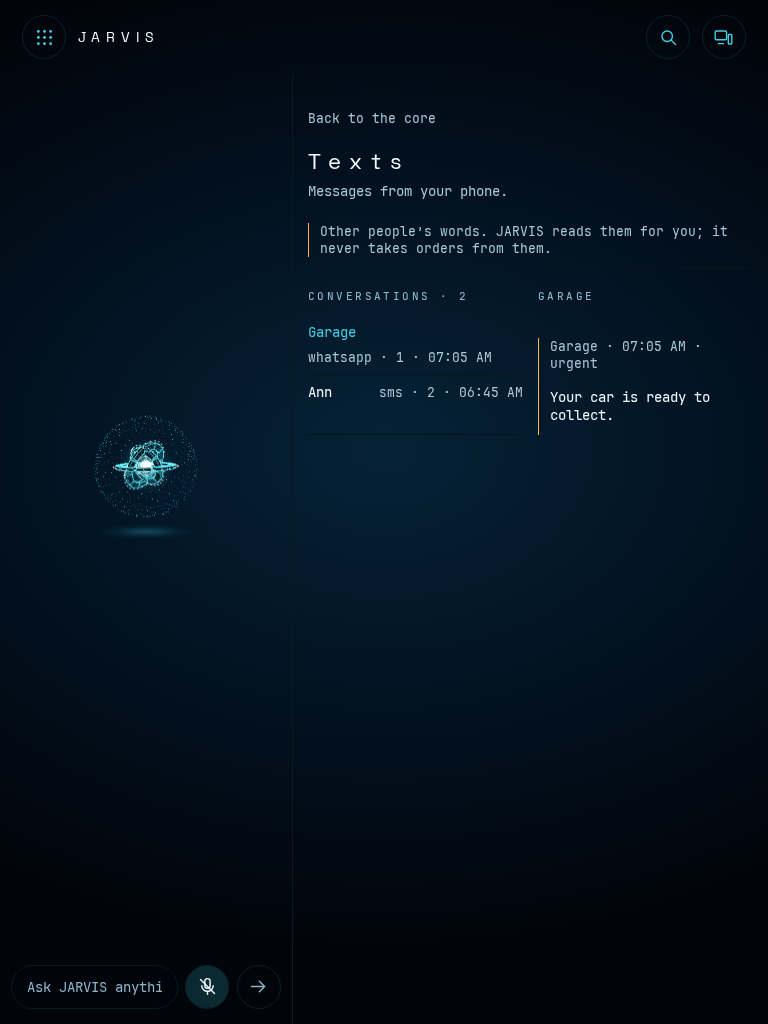 JARVIS
Back to the core
Texts
Messages from your phone.
Other people’s words. JARVIS reads them for you; it
never takes orders from them.
CONVERSATIONS · 2
Garage
whatsapp · 1 · 07:05 AM
Ann sms · 2 · 06:45 AM
GARAGE
Garage · 07:05 AM ·
urgent
Your car is ready to
collect.
Ask JARVIS anythi